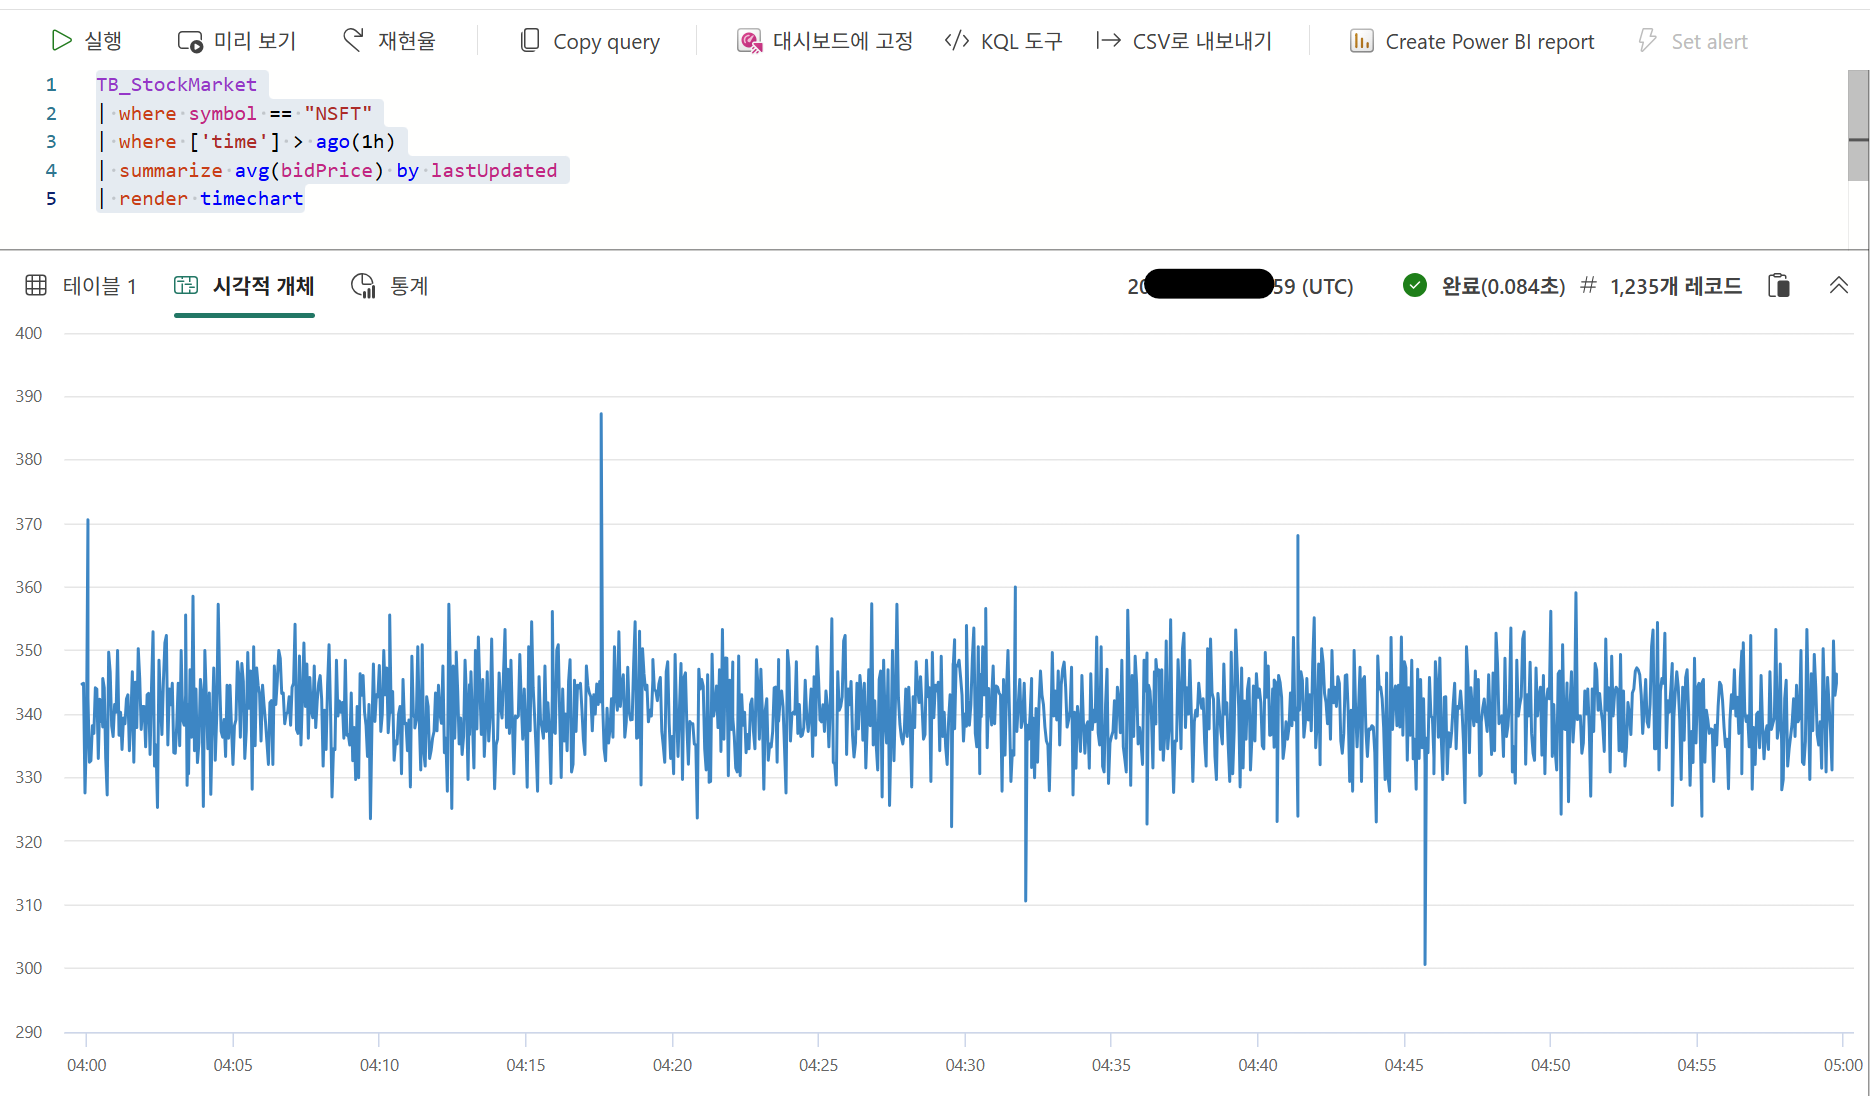 실행 미리 보기 재현율 Copy query 대시보드에 고정 KQL 도구 CSV로 내보내기 Create Power BI report Set alert
1 TB_StockMarket
2 | where symbol == "NSFT"
3 | where ['time'] > ago(1h)
4 | summarize avg(bidPrice) by lastUpdated
5 | render timechart
테이블 1 시각적 개체 통계 20 59 (UTC) 완료(0.084초) # 1,235개 레코드
400
390
380
370
360
350
340
330
320
310
300
290
04:00 04:05 04:10 04:15 04:20 04:25 04:30 04:35 04:40 04:45 04:50 04:55 05:00